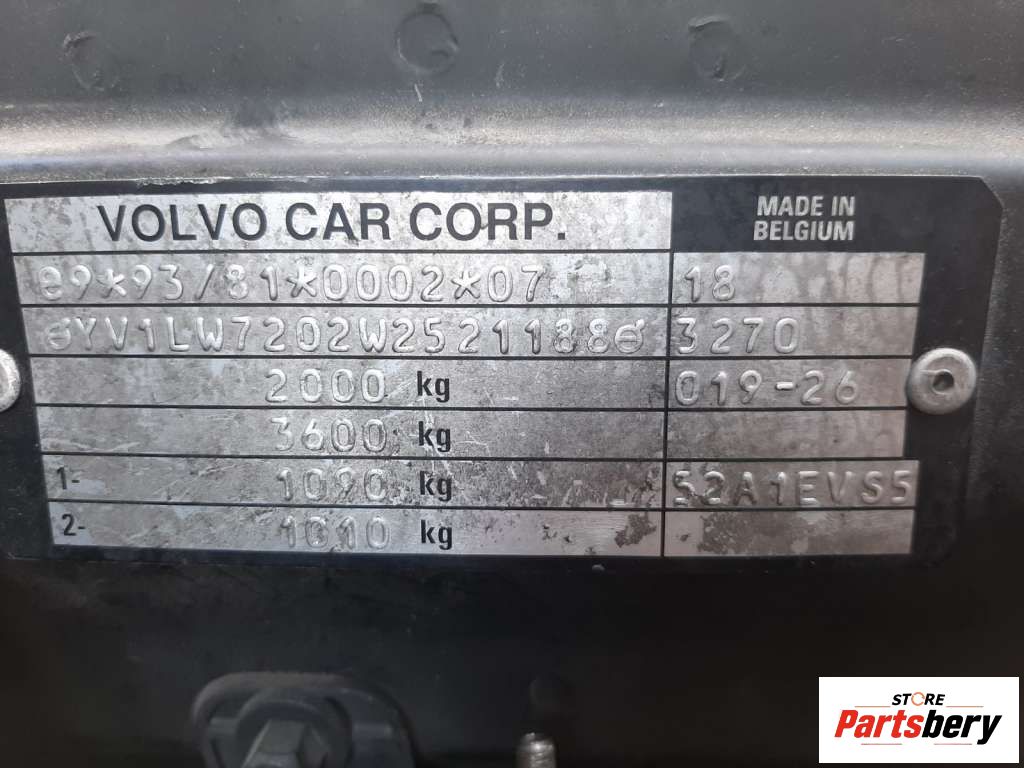 VOLVO CAR CORP.
MADE IN
BELGIUM
e9*93/81*0002*07
18
YV1LW7202W2521188
3270
2000 kg
019-26
3600 kg
1- 1090 kg
52A1EVS5
2- 1010 kg
STORE
Partsbery